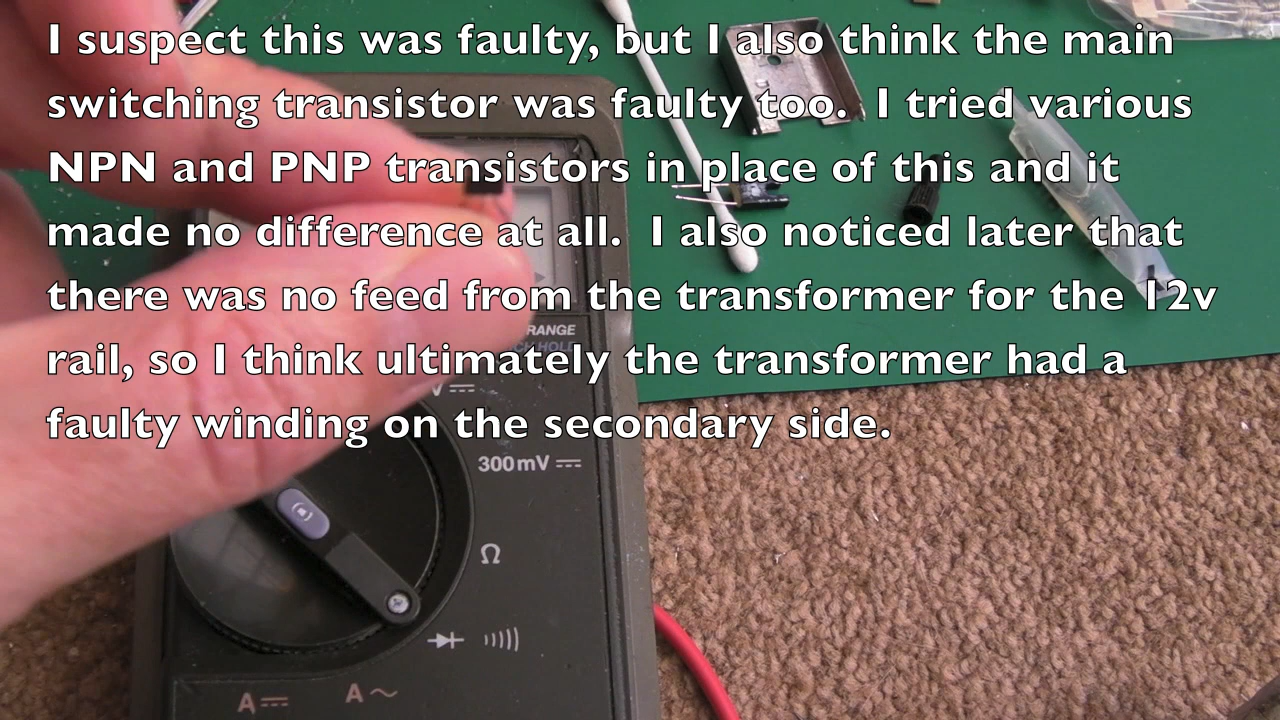 I suspect this was faulty, but I also think the main
switching transistor was faulty too.  I tried various
NPN and PNP transistors in place of this and it
made no difference at all.  I also noticed later that
there was no feed from the transformer for the 12v
rail, so I think ultimately the transformer had a
faulty winding on the secondary side.
RANGE
HOLD
V
300mV
Ω
A
A